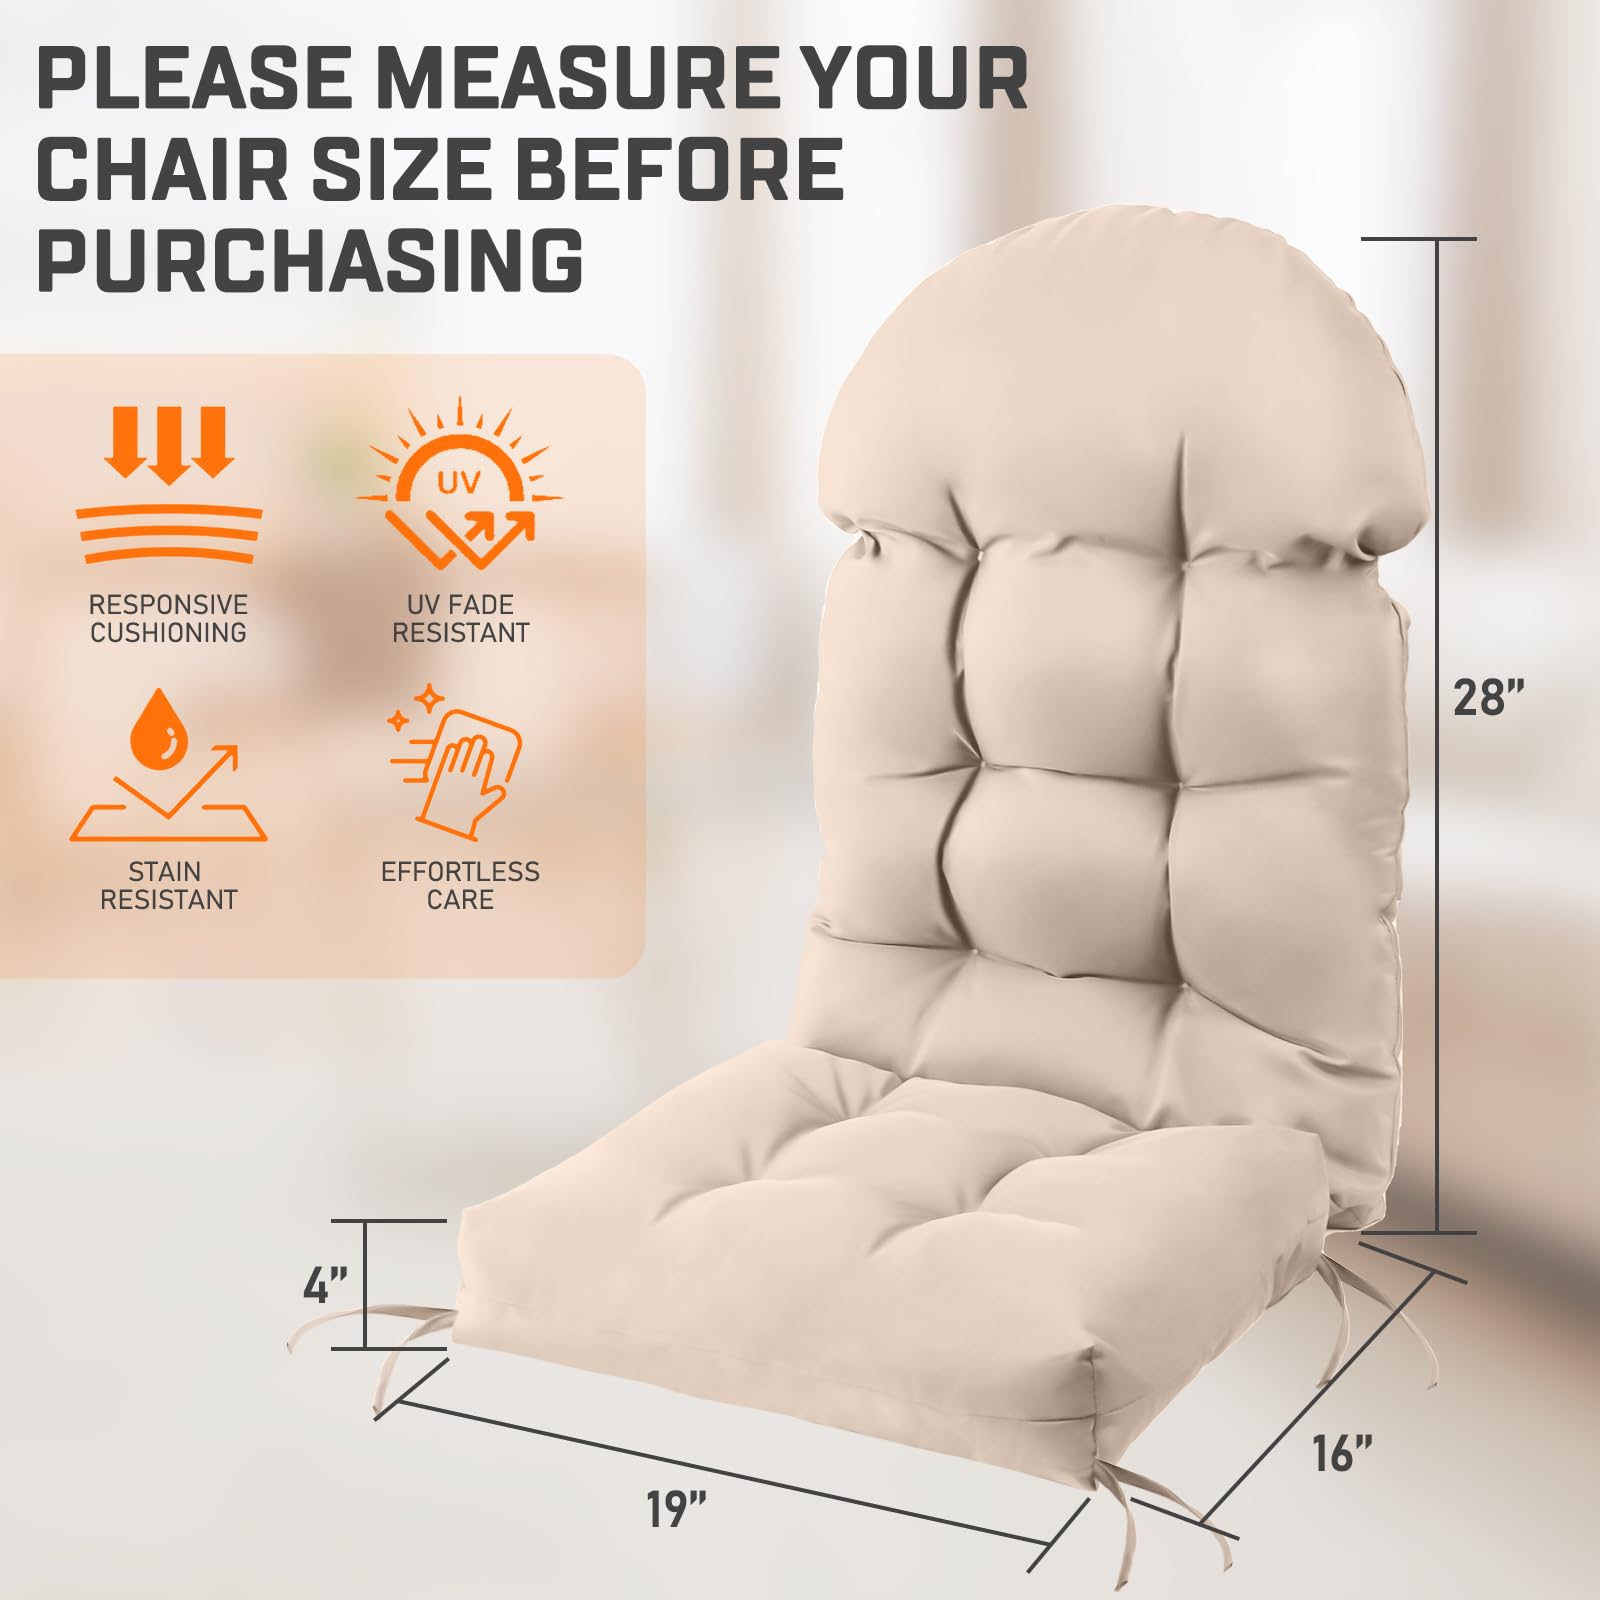 PLEASE MEASURE YOUR
CHAIR SIZE BEFORE
PURCHASING
UV
RESPONSIVE
CUSHIONING
UV FADE
RESISTANT
STAIN
RESISTANT
EFFORTLESS
CARE
28”
4”
16”
19”